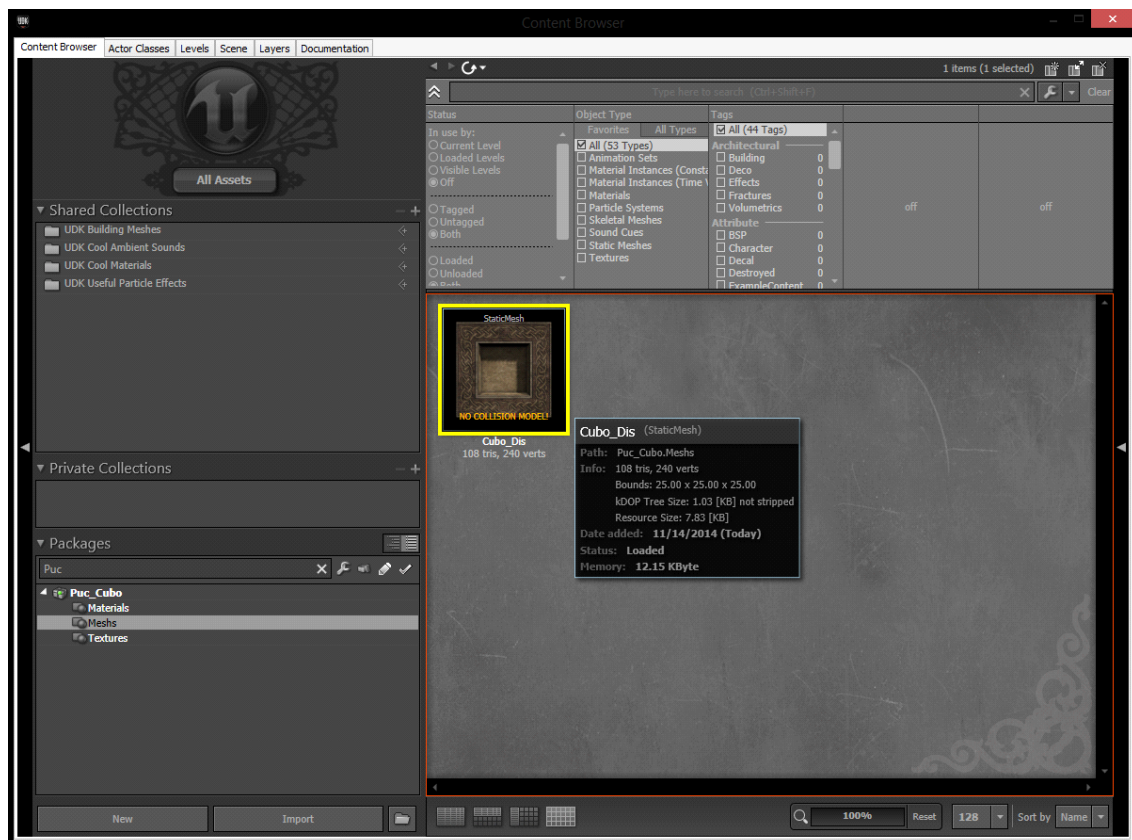 UDK
Content Browser
Content Browser Actor Classes Levels Scene Layers Documentation
All Assets
Shared Collections
UDK Building Meshes
UDK Cool Ambient Sounds
UDK Cool Materials
UDK Useful Particle Effects
Private Collections
Packages
Puc
Puc_Cubo
Materials
Meshs
Textures
New Import
1 items (1 selected)
Type here to search (Ctrl+Shift+F) Clear
Status
In use by:
Current Level
Loaded Levels
Visible Levels
Off
Tagged
Untagged
Both
Loaded
Unloaded
Both
Object Type
Favorites All Types
All (53 Types)
Animation Sets
Material Instances (Consta
Material Instances (Time V
Materials
Particle Systems
Skeletal Meshes
Sound Cues
Static Meshes
Textures
Tags
All (44 Tags)
Architectural
Building 0
Deco 0
Effects 0
Fractures 0
Volumetrics 0
Attribute
BSP 0
Character 0
Decal 0
Destroyed 0
ExampleContent 0
off off
StaticMesh
NO COLLISION MODEL!
Cubo_Dis
108 tris, 240 verts
Cubo_Dis (StaticMesh)
Path: Puc_Cubo.Meshs
Info: 108 tris, 240 verts
Bounds: 25.00 x 25.00 x 25.00
kDOP Tree Size: 1.03 [KB] not stripped
Resource Size: 7.83 [KB]
Date added: 11/14/2014 (Today)
Status: Loaded
Memory: 12.15 KByte
100% Reset 128 Sort by Name